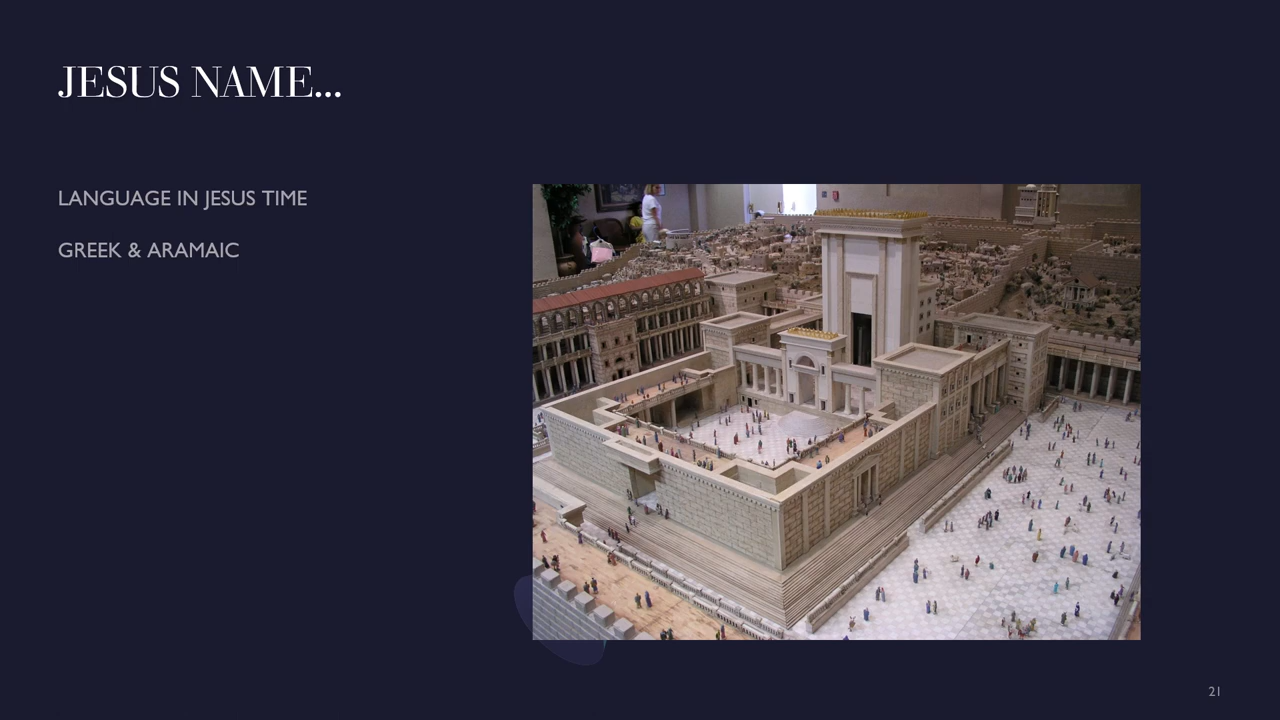 JESUS NAME...
LANGUAGE IN JESUS TIME
GREEK & ARAMAIC
21